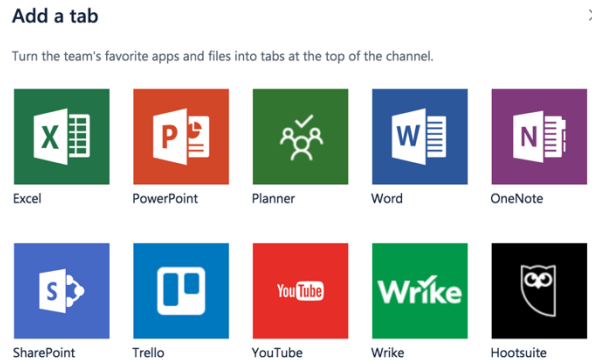 Add a tab
Turn the team's favorite apps and files into tabs at the top of the channel.
X P W N
Excel PowerPoint Planner Word OneNote
S YouTube Wrike
SharePoint Trello YouTube Wrike Hootsuite